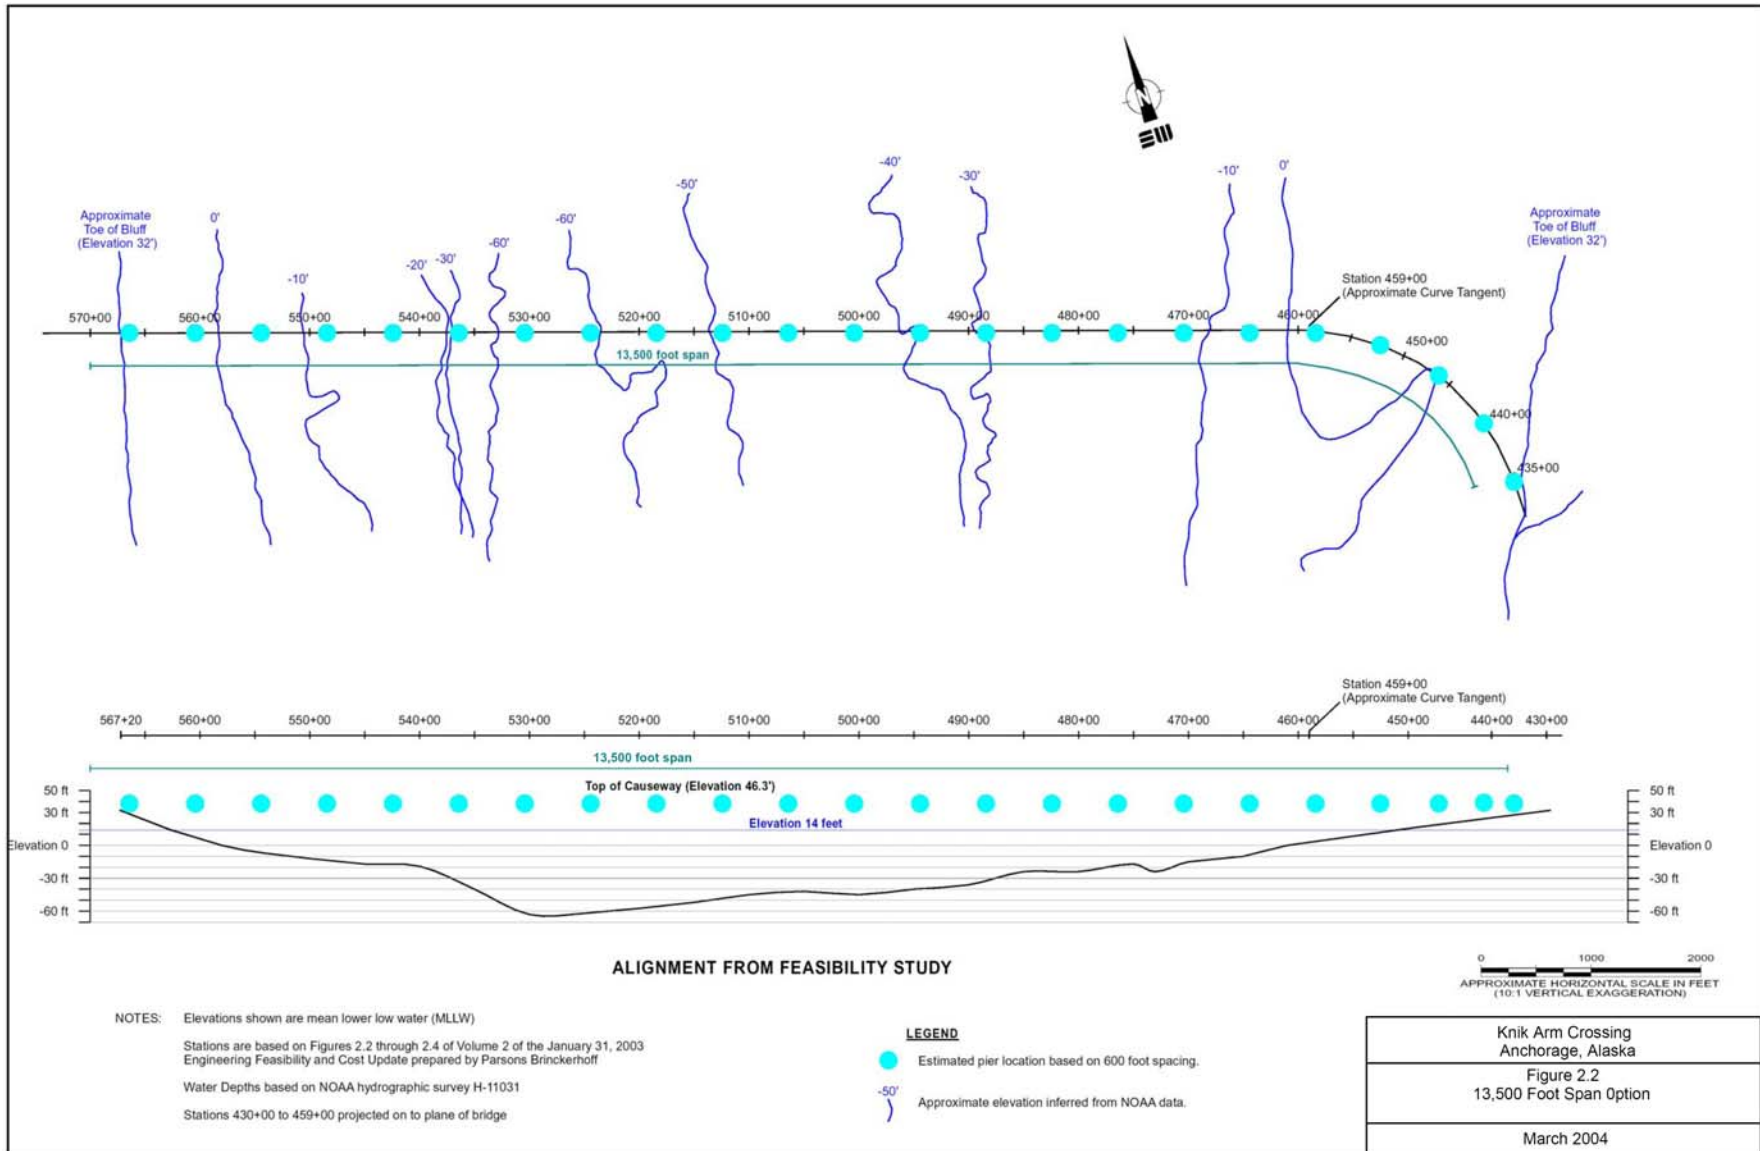 N
-40'
-30'
-10'
0'
-50'
Approximate
Toe of Bluff
(Elevation 32')
0'
-60'
-60'
Approximate
Toe of Bluff
(Elevation 32')
-20'
-30'
-10'
Station 459+00
(Approximate Curve Tangent)
570+00
560+00
550+00
540+00
530+00
520+00
510+00
500+00
490+00
480+00
470+00
460+00
450+00
13,500 foot span
440+00
435+00
Station 459+00
(Approximate Curve Tangent)
567+20
560+00
550+00
540+00
530+00
520+00
510+00
500+00
490+00
480+00
470+00
460+00
450+00
440+00
430+00
13,500 foot span
Top of Causeway (Elevation 46.3')
50 ft
50 ft
30 ft
30 ft
Elevation 14 feet
Elevation 0
Elevation 0
-30 ft
-30 ft
-60 ft
-60 ft
ALIGNMENT FROM FEASIBILITY STUDY
0
1000
2000
APPROXIMATE HORIZONTAL SCALE IN FEET
(10:1 VERTICAL EXAGGERATION)
NOTES: Elevations shown are mean lower low water (MLLW)
Stations are based on Figures 2.2 through 2.4 of Volume 2 of the January 31, 2003
Engineering Feasibility and Cost Update prepared by Parsons Brinckerhoff
Water Depths based on NOAA hydrographic survey H-11031
Stations 430+00 to 459+00 projected on to plane of bridge
LEGEND
Estimated pier location based on 600 foot spacing.
-50'
Approximate elevation inferred from NOAA data.
Knik Arm Crossing
Anchorage, Alaska
Figure 2.2
13,500 Foot Span Option
March 2004